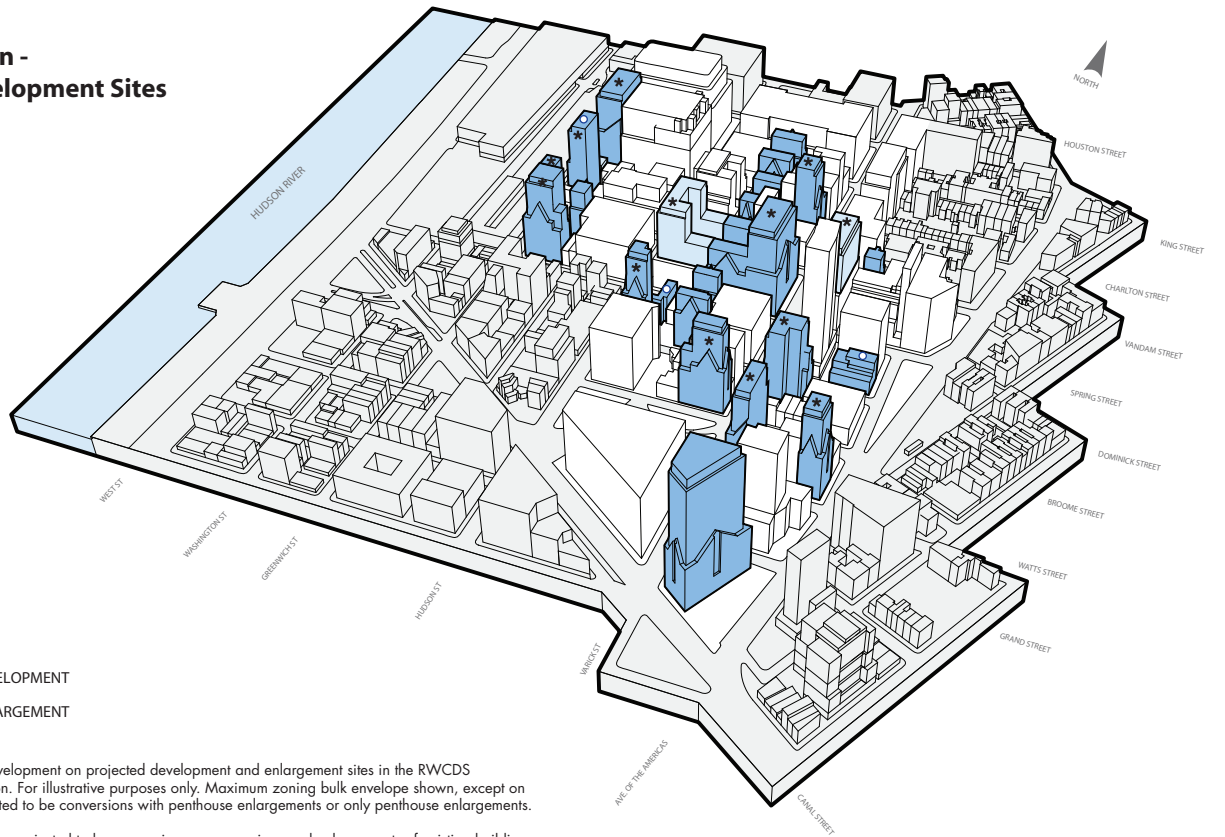 n -
elopment Sites
NORTH
HUDSON RIVER
HOUSTON STREET
KING STREET
CHARLTON STREET
VANDAM STREET
SPRING STREET
DOMINICK STREET
BROOME STREET
WATTS STREET
GRAND STREET
WEST ST
WASHINGTON ST
GREENWICH ST
HUDSON ST
VARICK ST
AVE. OF THE AMERICAS
CANAL STREET
ELOPMENT
ARGEMENT
velopment on projected development and enlargement sites in the RWCDS
n. For illustrative purposes only. Maximum zoning bulk envelope shown, except on
ted to be conversions with penthouse enlargements or only penthouse enlargements.